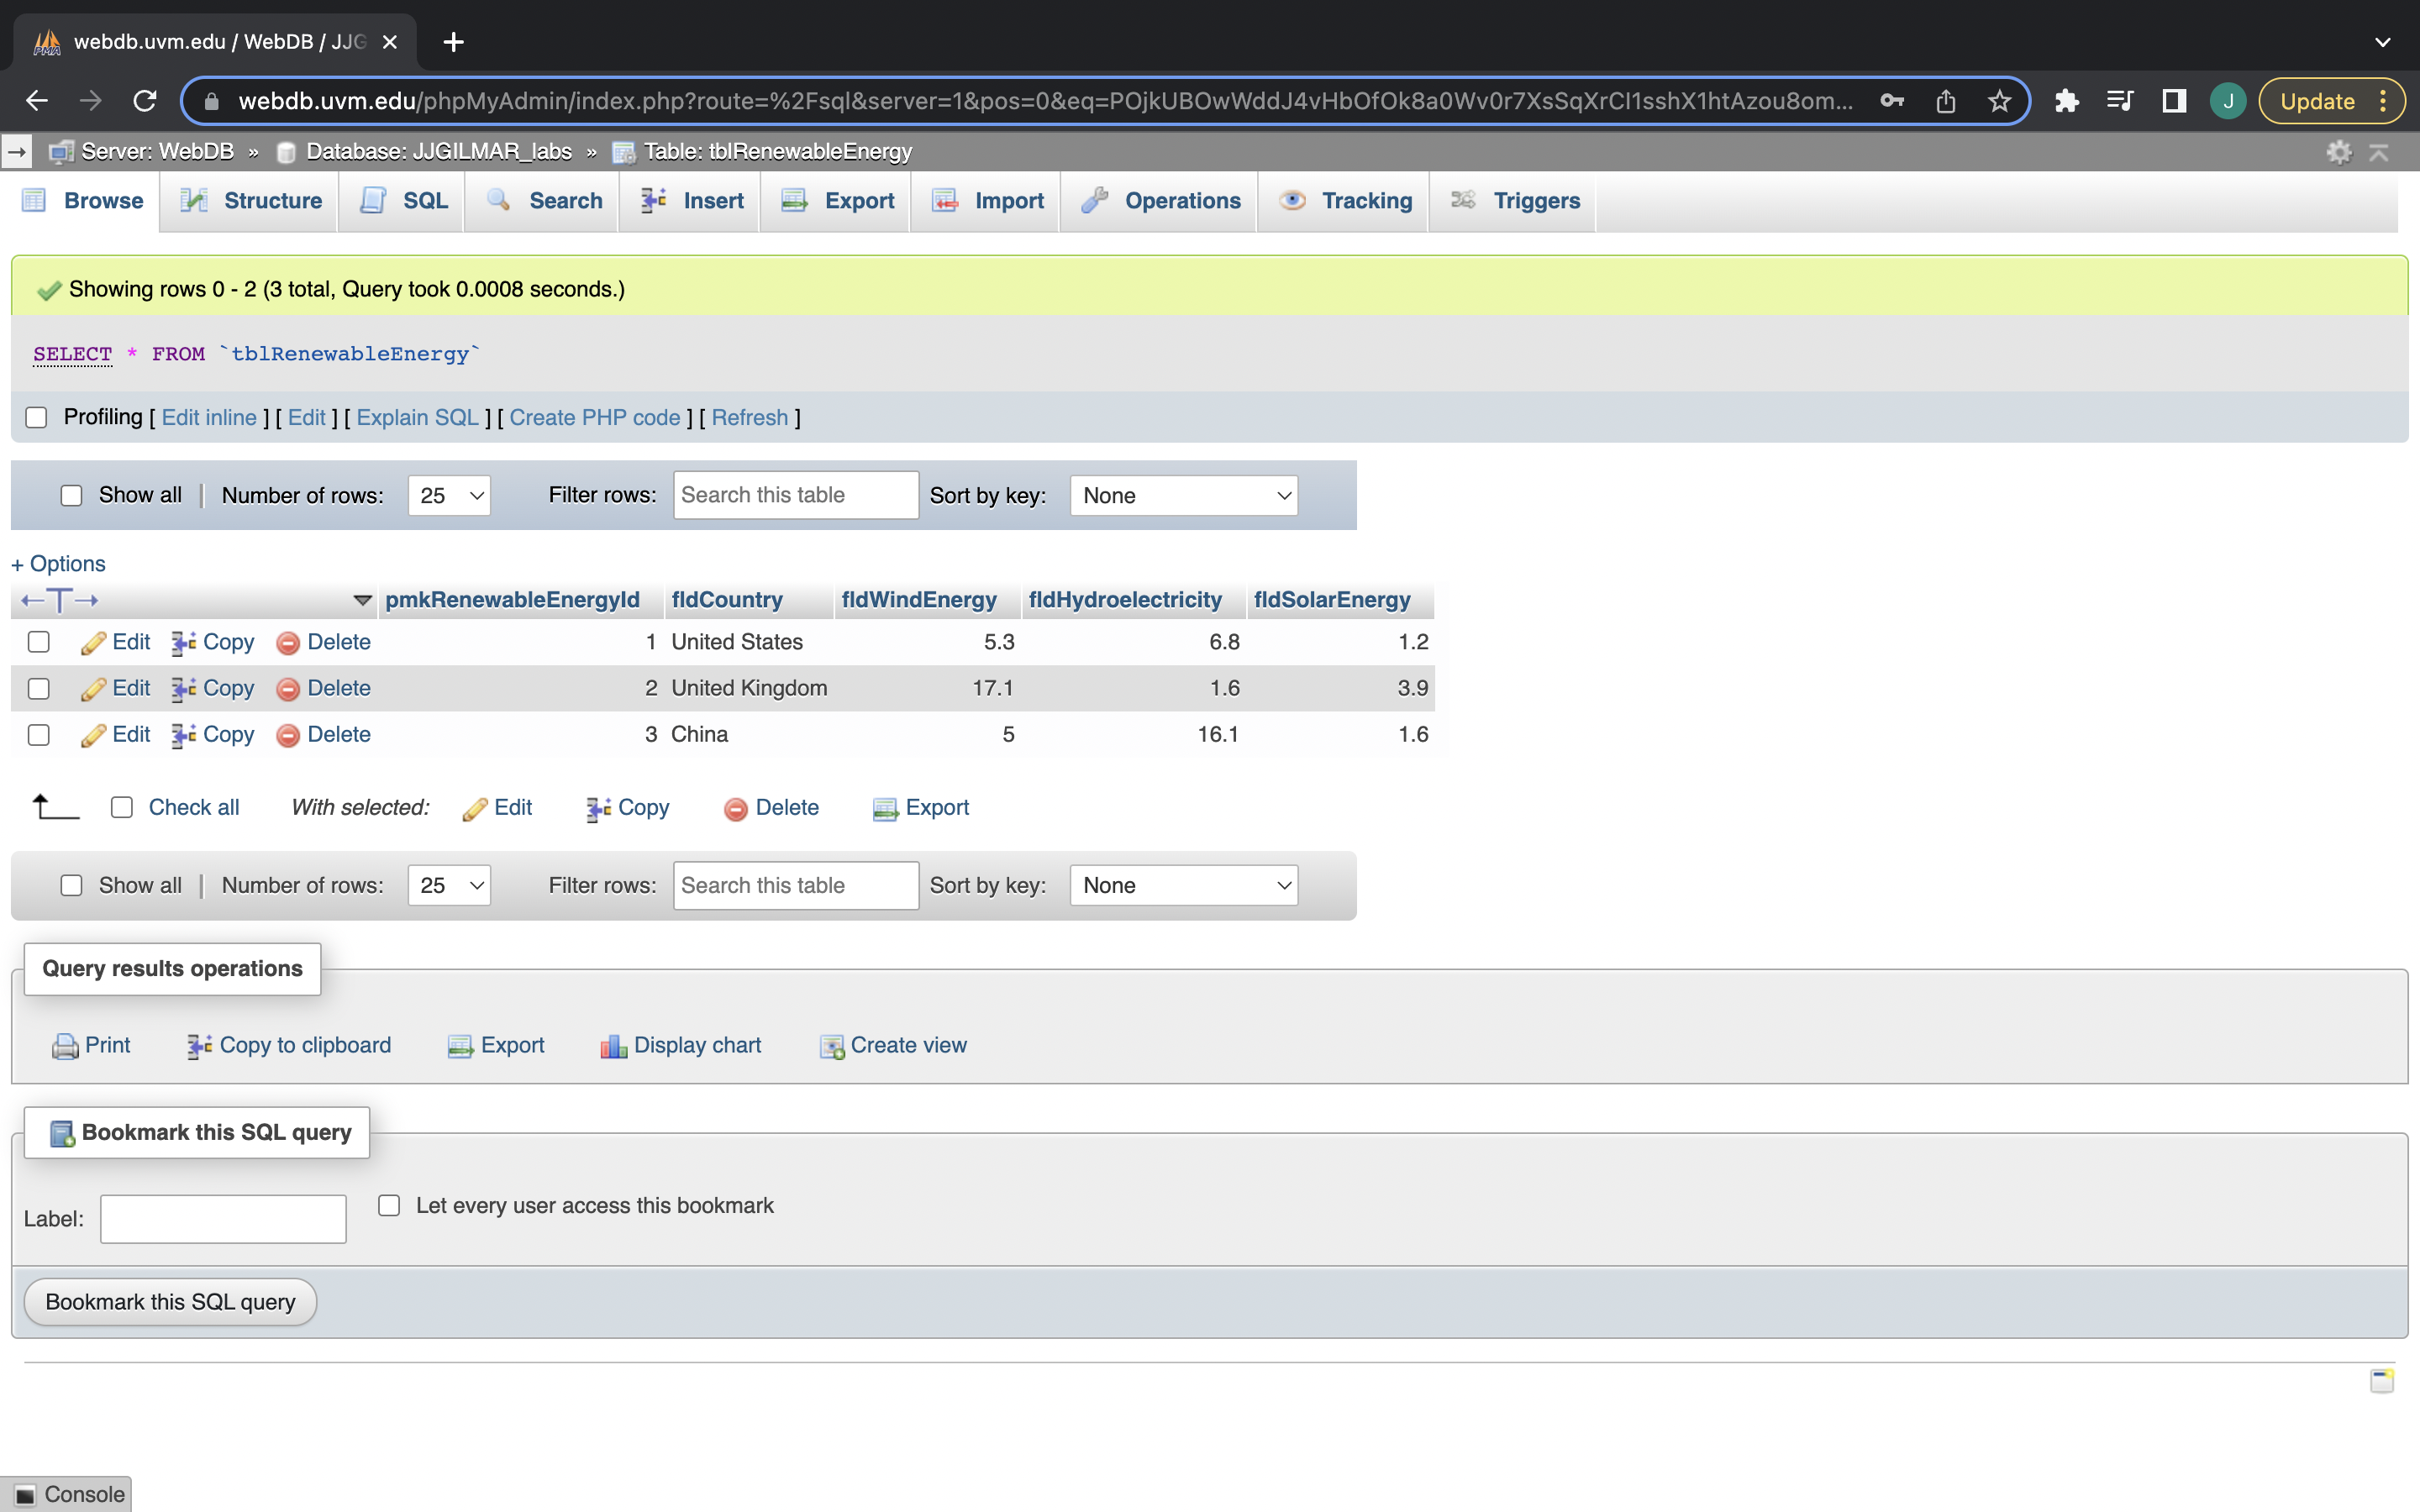 webdb.uvm.edu / WebDB / JJG
webdb.uvm.edu/phpMyAdmin/index.php?route=%2Fsql&server=1&pos=0&eq=POjkUBOwWddJ4vHbOfOk8a0Wv0r7XsSqXrCI1sshX1htAzou8om...
J
Update
Server: WebDB » Database: JJGILMAR_labs » Table: tblRenewableEnergy
Browse Structure SQL Search Insert Export Import Operations Tracking Triggers
Showing rows 0 - 2 (3 total, Query took 0.0008 seconds.)
SELECT * FROM `tblRenewableEnergy`
Profiling [ Edit inline ] [ Edit ] [ Explain SQL ] [ Create PHP code ] [ Refresh ]
Show all | Number of rows: 25 Filter rows: Search this table Sort by key: None
+ Options
←T→ pmkRenewableEnergyId fldCountry fldWindEnergy fldHydroelectricity fldSolarEnergy
Edit Copy Delete 1 United States 5.3 6.8 1.2
Edit Copy Delete 2 United Kingdom 17.1 1.6 3.9
Edit Copy Delete 3 China 5 16.1 1.6
Check all With selected: Edit Copy Delete Export
Show all | Number of rows: 25 Filter rows: Search this table Sort by key: None
Query results operations
Print Copy to clipboard Export Display chart Create view
Bookmark this SQL query
Label: Let every user access this bookmark
Bookmark this SQL query
Console